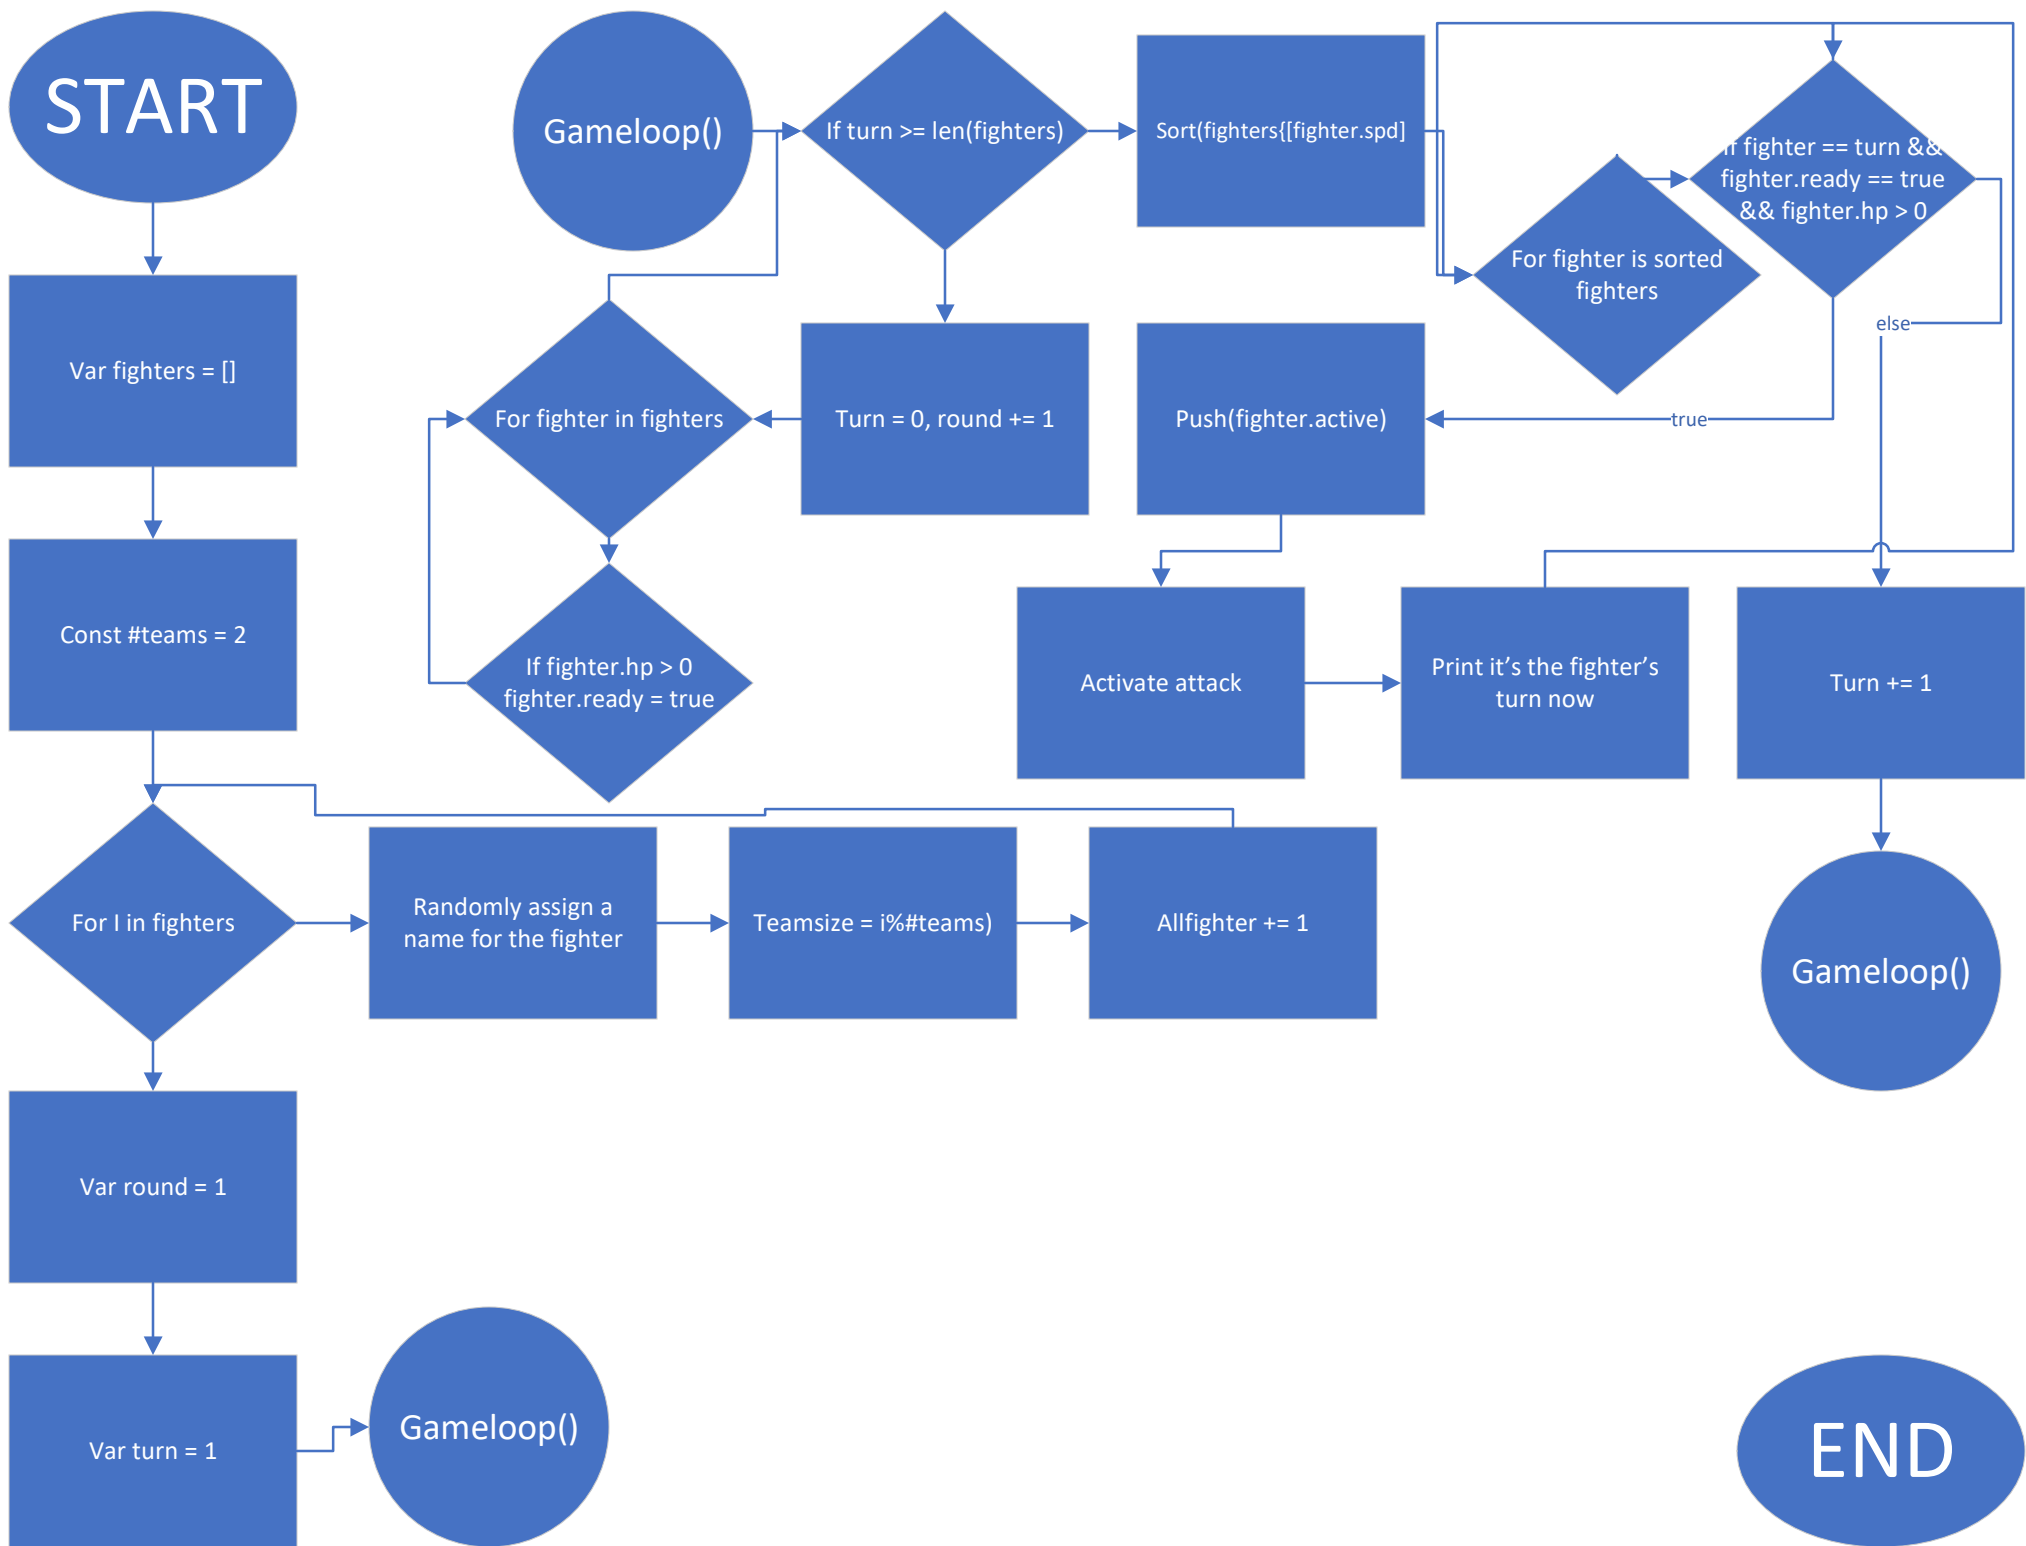 START
Gameloop()
If turn >= len(fighters)
Sort(fighters{[fighter.spd]
If fighter == turn &&
fighter.ready == true
&& fighter.hp > 0
For fighter is sorted
fighters
else
Var fighters = []
For fighter in fighters
Turn = 0, round += 1
Push(fighter.active)
true
Const #teams = 2
If fighter.hp > 0
fighter.ready = true
Activate attack
Print it’s the fighter’s
turn now
Turn += 1
For I in fighters
Randomly assign a
name for the fighter
Teamsize = i%#teams)
Allfighter += 1
Gameloop()
Var round = 1
Var turn = 1
Gameloop()
END